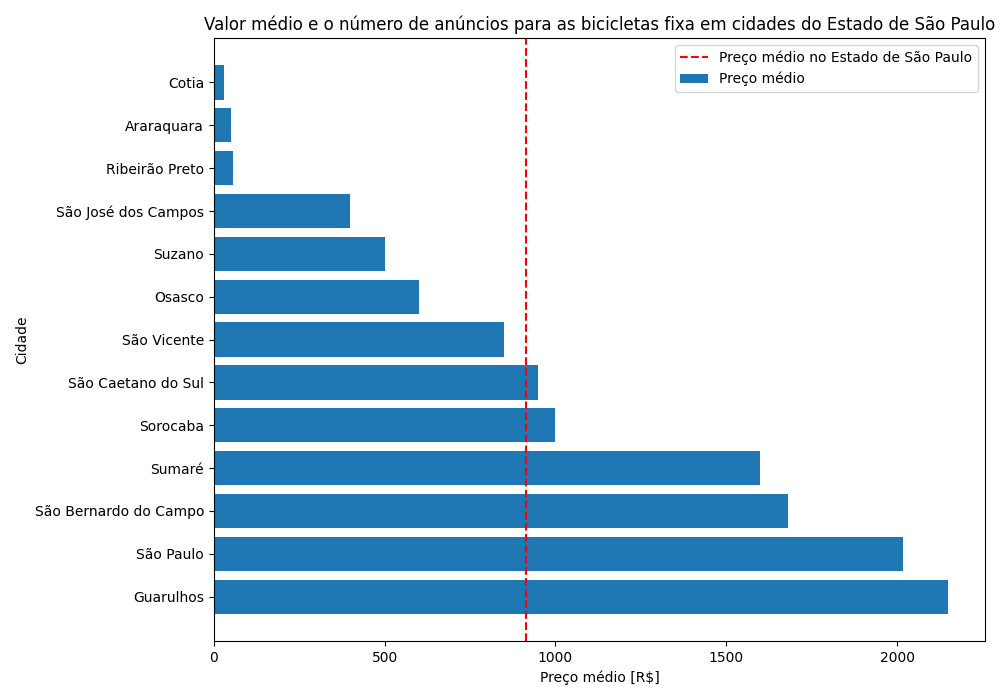 Valor médio e o número de anúncios para as bicicletas fixa em cidades do Estado de São Paulo
Preço médio no Estado de São Paulo
Preço médio
Cidade
Cotia
Araraquara
Ribeirão Preto
São José dos Campos
Suzano
Osasco
São Vicente
São Caetano do Sul
Sorocaba
Sumaré
São Bernardo do Campo
São Paulo
Guarulhos
0 500 1000 1500 2000
Preço médio [R$]